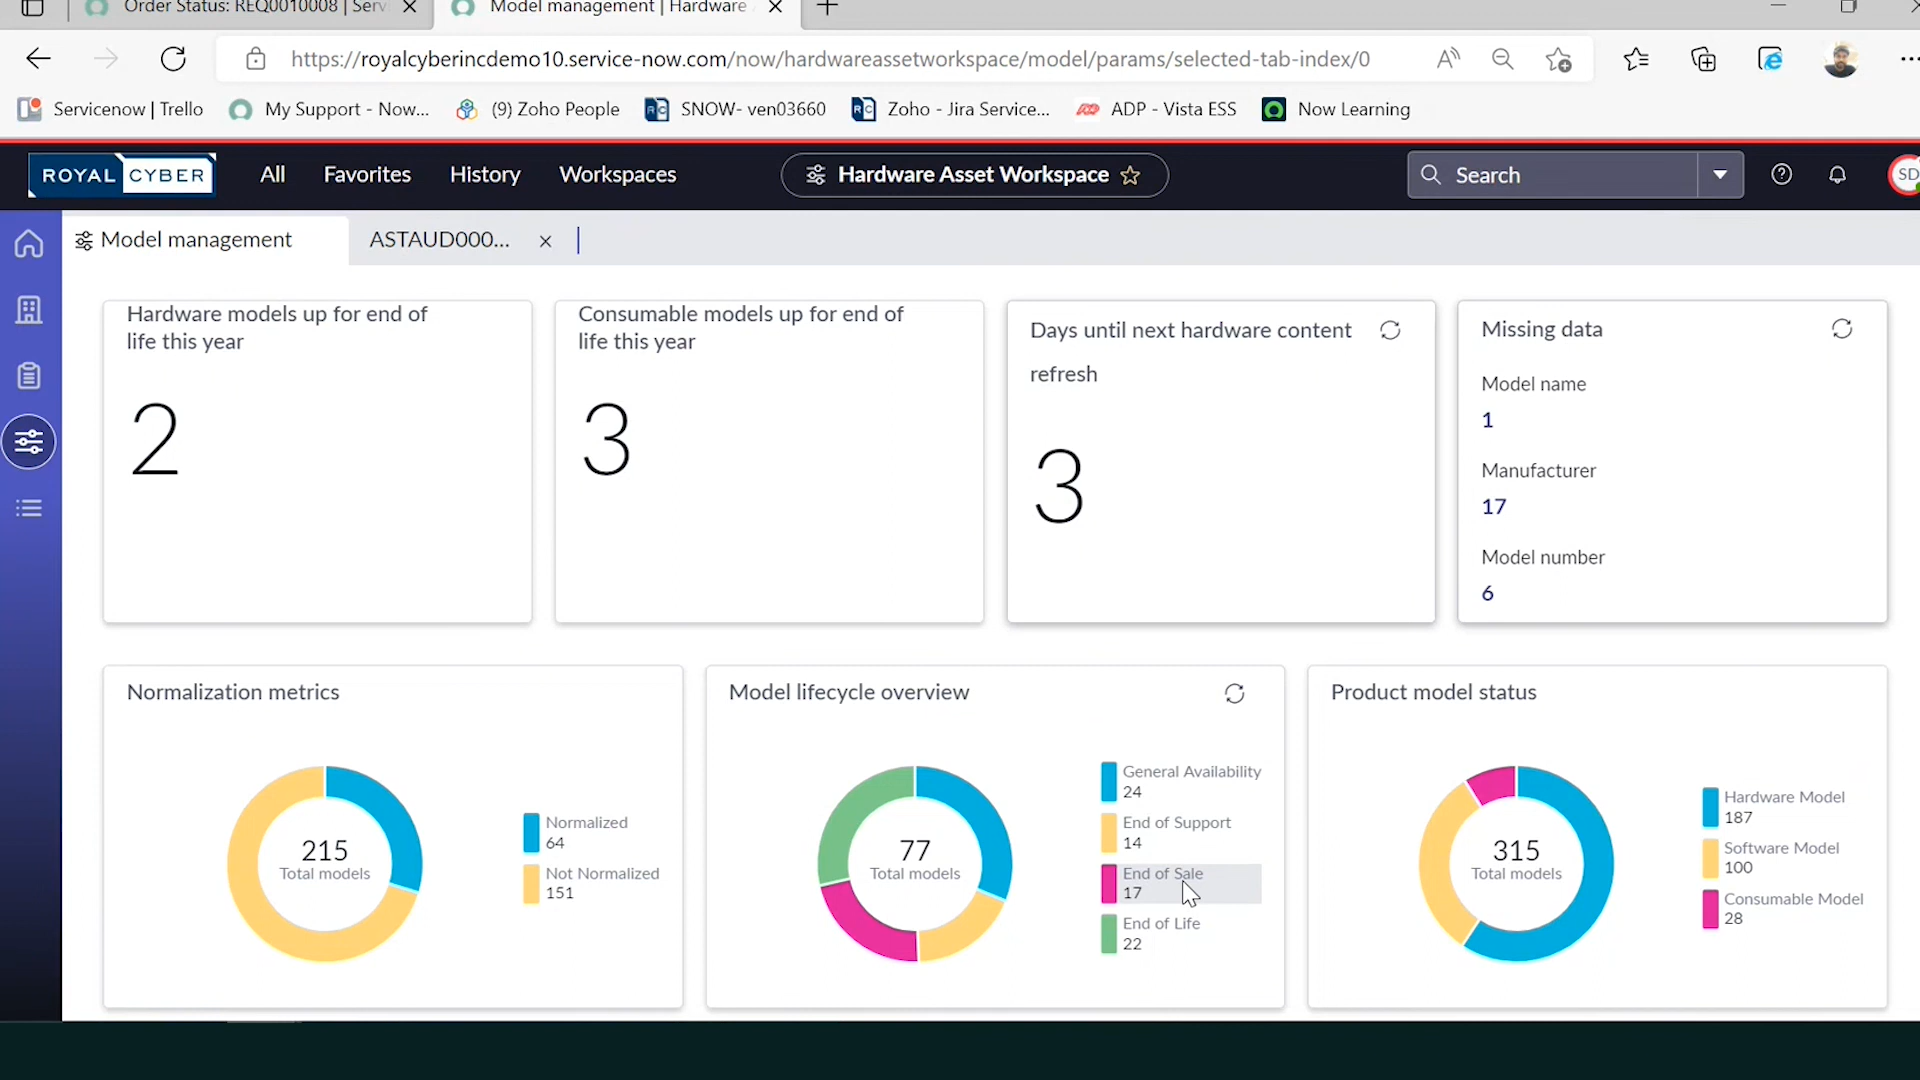 Order Status: REQ0010008 | Serv
Model management | Hardware
https://royalcyberincdemo10.service-now.com/now/hardwareassetworkspace/model/params/selected-tab-index/0
Servicenow | Trello
My Support - Now...
(9) Zoho People
SNOW- ven03660
Zoho - Jira Service...
ADP - Vista ESS
Now Learning
ROYAL CYBER
All
Favorites
History
Workspaces
Hardware Asset Workspace
Search
SD
Model management
ASTAUD000...
Hardware models up for end of
life this year
2
Consumable models up for end of
life this year
3
Days until next hardware content
refresh
3
Missing data
Model name
1
Manufacturer
17
Model number
6
Normalization metrics
215
Total models
Normalized
64
Not Normalized
151
Model lifecycle overview
77
Total models
General Availability
24
End of Support
14
End of Sale
17
End of Life
22
Product model status
315
Total models
Hardware Model
187
Software Model
100
Consumable Model
28